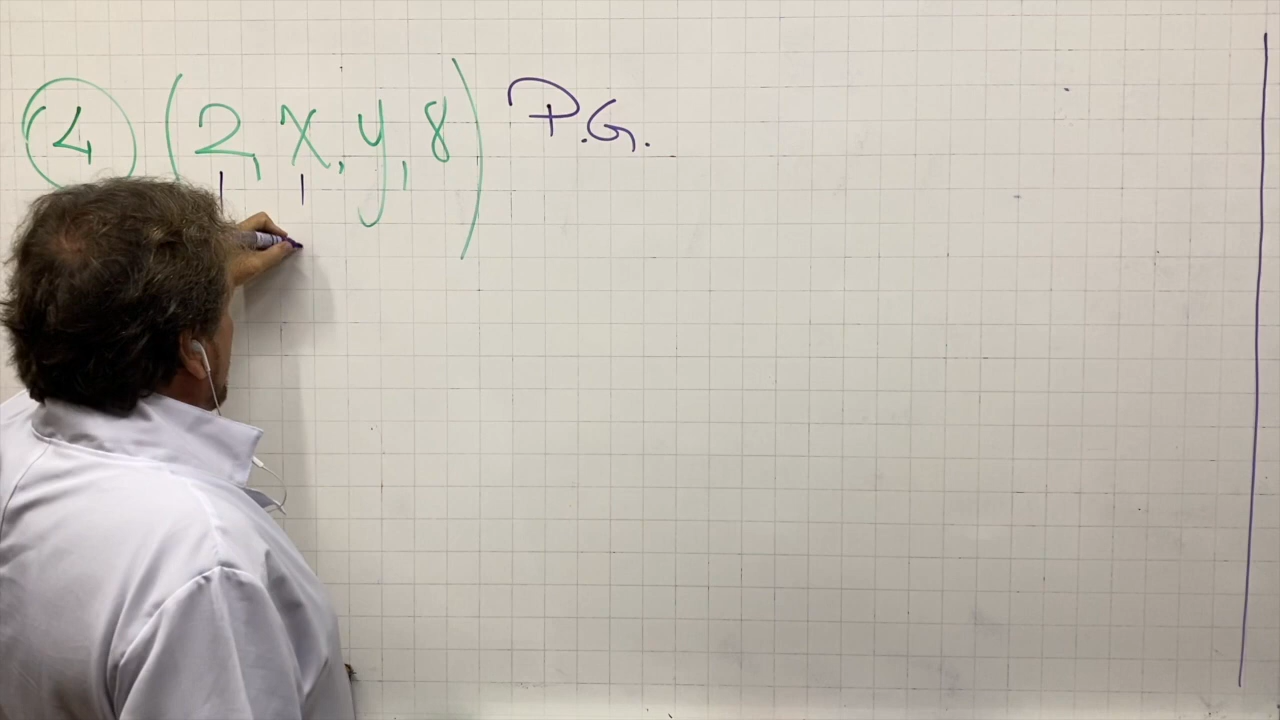 4 (2, x, y, 8) P.G.